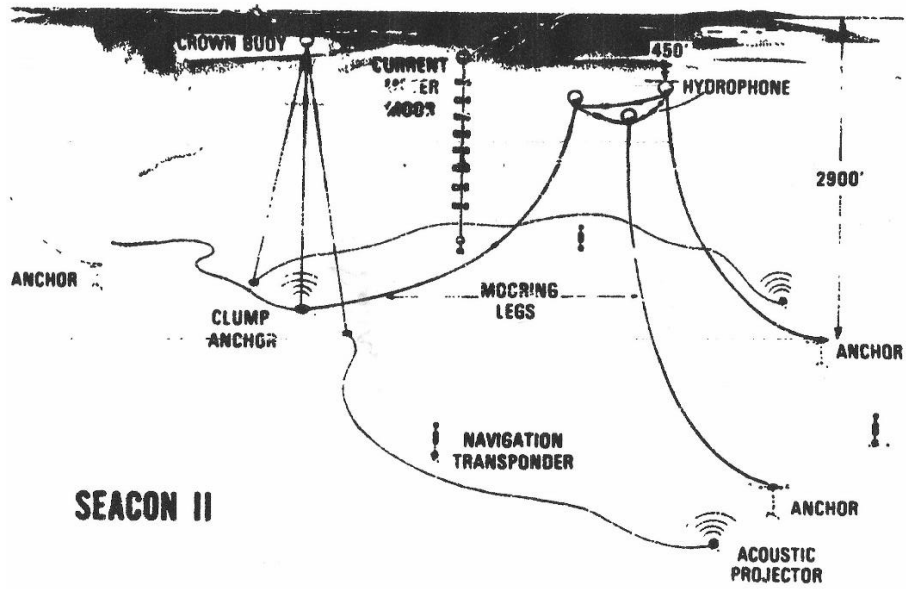 CROWN BUOY
CURRENT
METER
MOOR
450'
HYDROPHONE
2900'
ANCHOR
CLUMP
ANCHOR
MOORING
LEGS
ANCHOR
NAVIGATION
TRANSPONDER
SEACON II
ANCHOR
ACOUSTIC
PROJECTOR